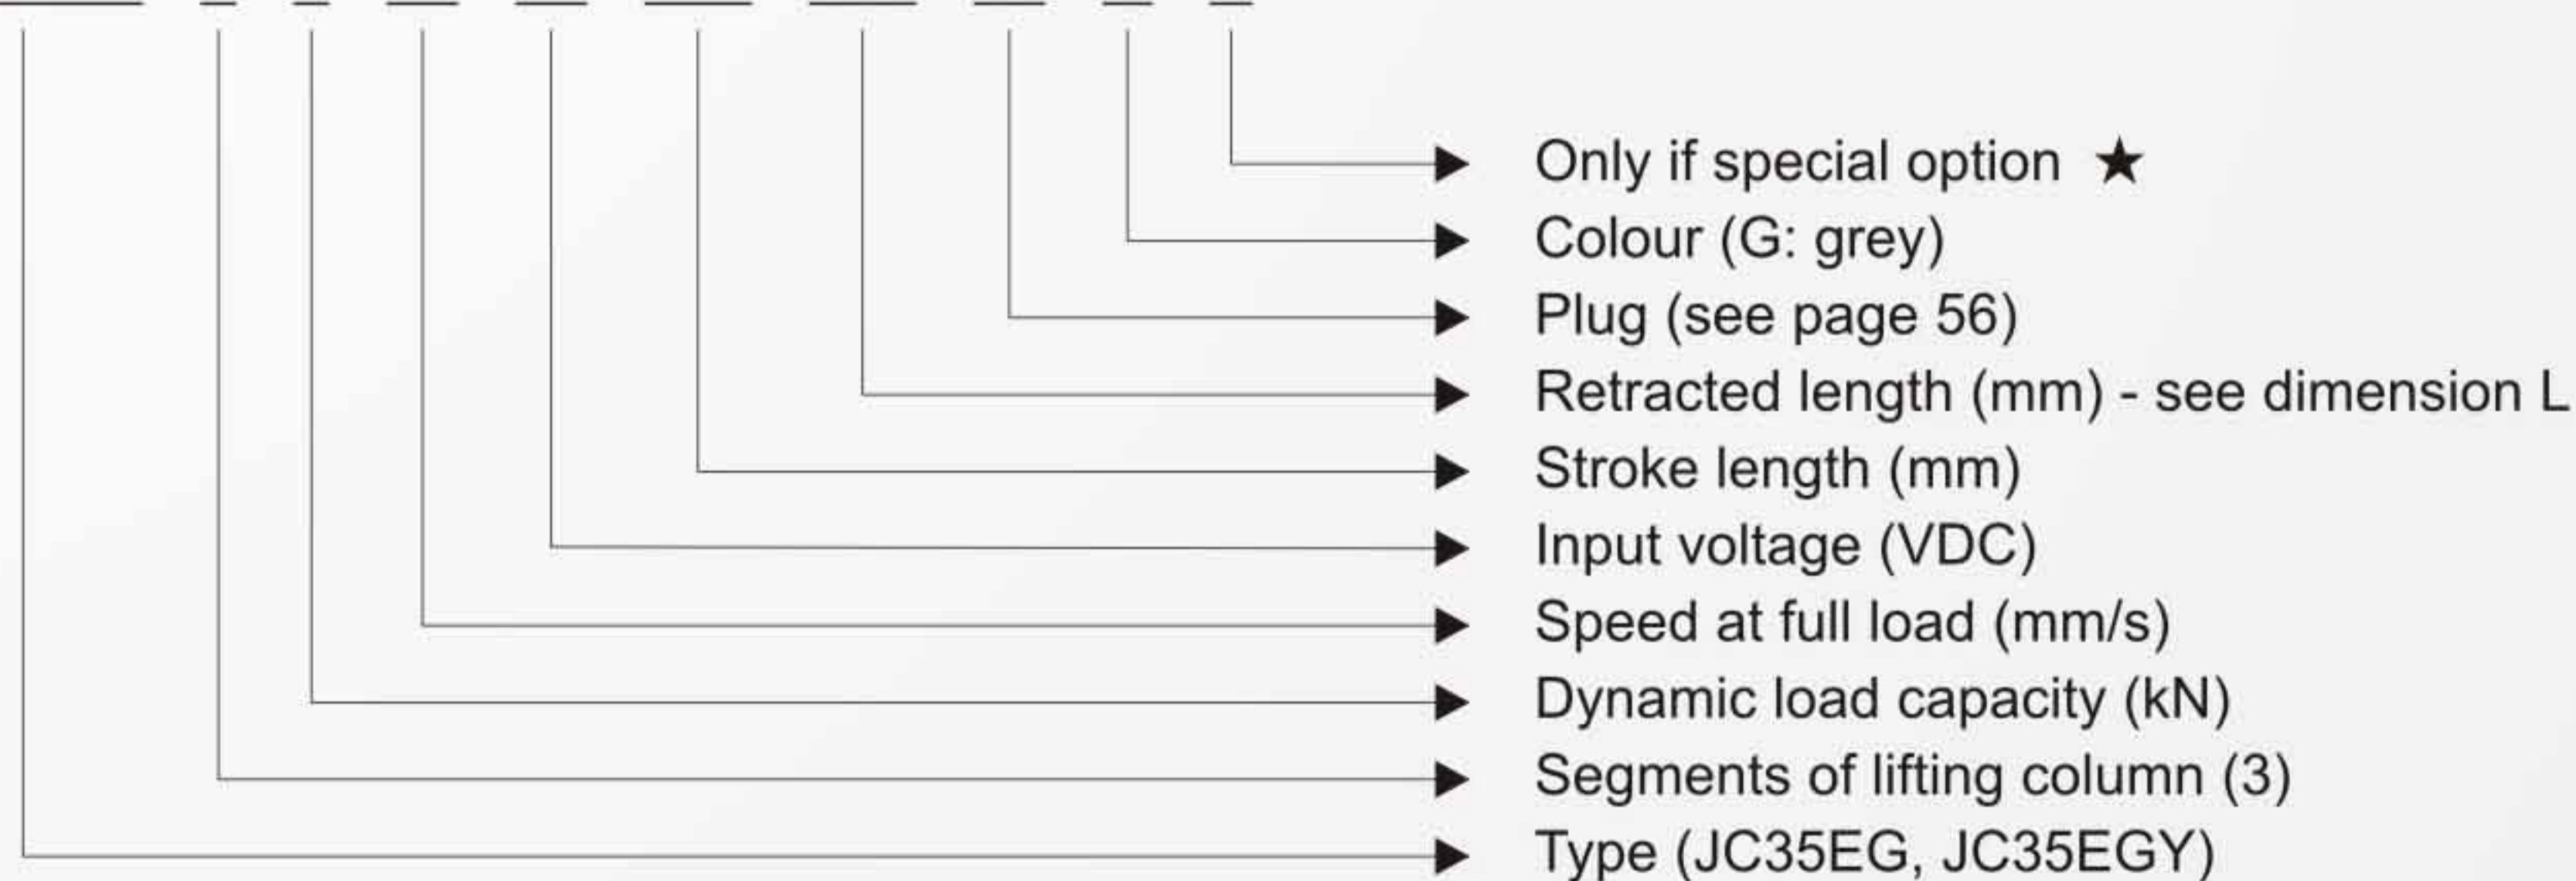 Only if special option ★
Colour (G: grey)
Plug (see page 56)
Retracted length (mm) - see dimension L
Stroke length (mm)
Input voltage (VDC)
Speed at full load (mm/s)
Dynamic load capacity (kN)
Segments of lifting column (3)
Type (JC35EG, JC35EGY)